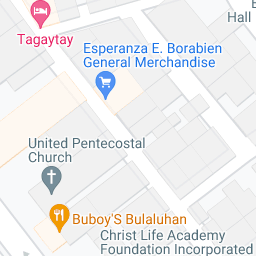 Tagaytay
E
Hall
Esperanza E. Borabien
General Merchandise
United Pentecostal
Church
Buboy'S Bulaluhan
Christ Life Academy
Foundation Incorporated